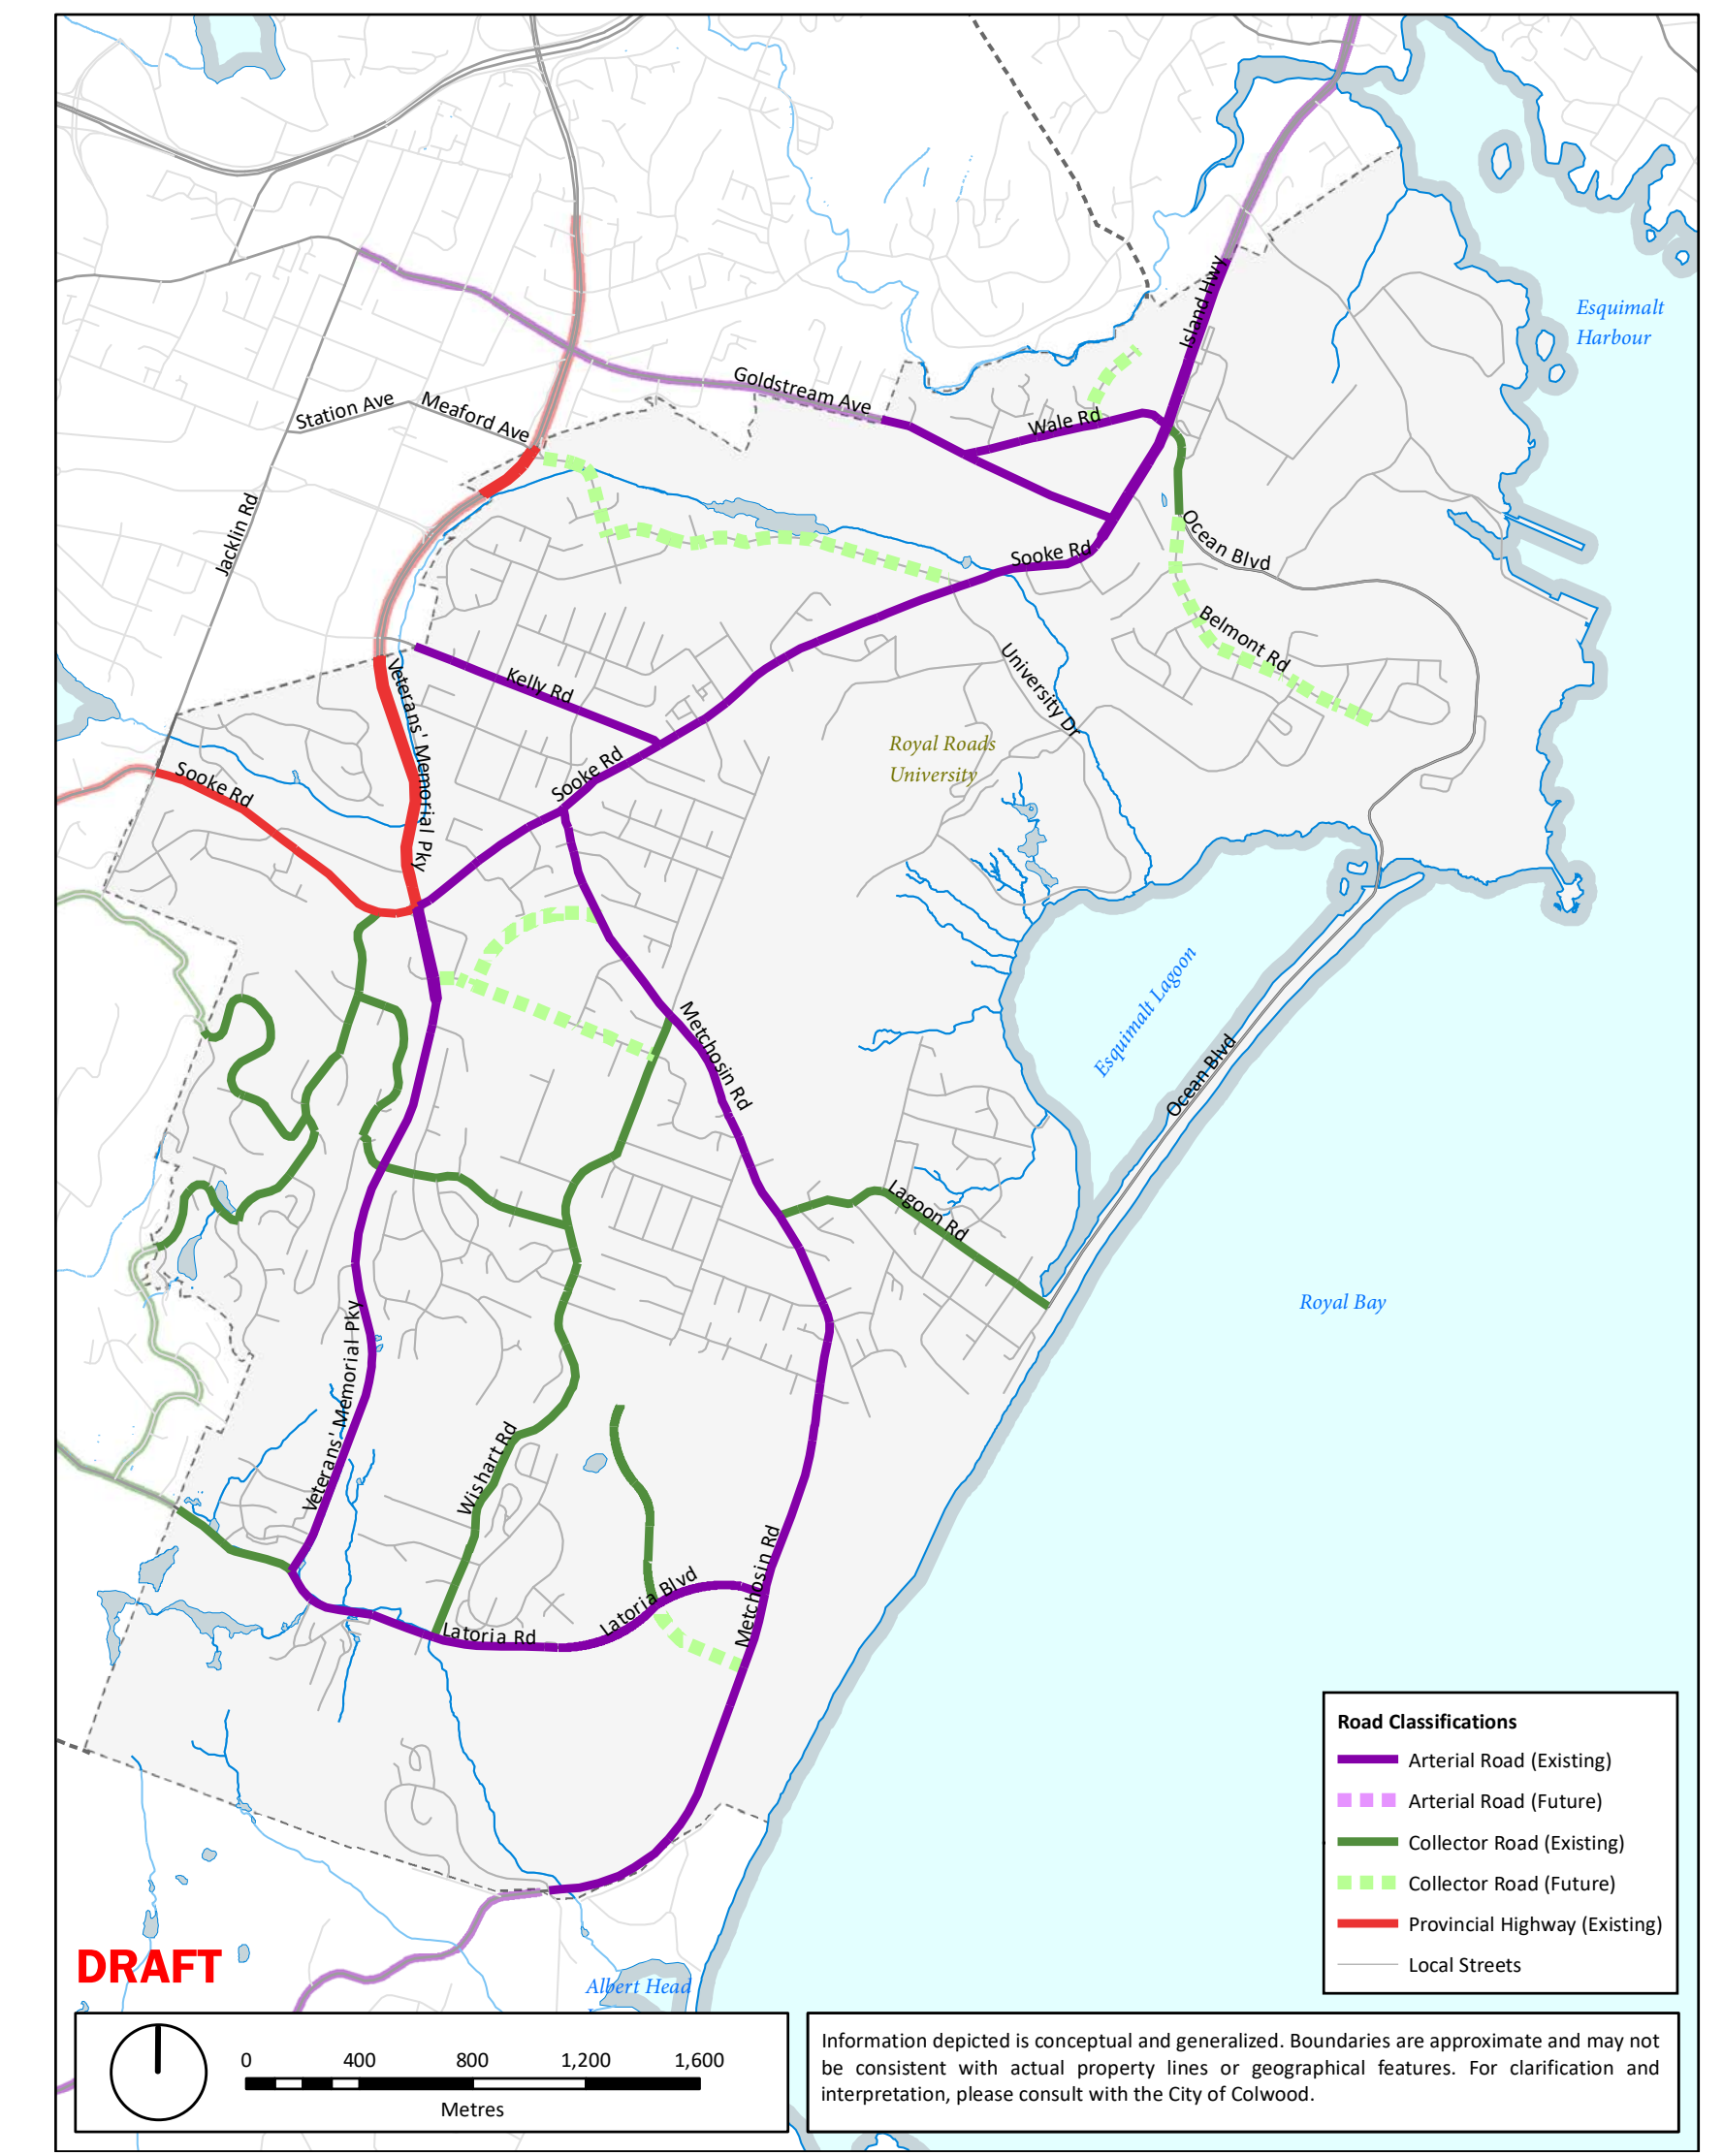 Esquimalt
Harbour
Island Hwy
Goldstream Ave
Station Ave
Meaford Ave
Wale Rd
Jacklin Rd
Ocean Blvd
Sooke Rd
Belmont Rd
University Dr
Kelly Rd
Veterans' Memorial Pky
Royal Roads
University
Sooke Rd
Sooke Rd
Metchosin Rd
Esquimalt Lagoon
Ocean Blvd
Lagoon Rd
Royal Bay
Veterans' Memorial Pky
Wishart Rd
Metchosin Rd
Latoria Blvd
Latoria Rd
Road Classifications
Arterial Road (Existing)
Arterial Road (Future)
Collector Road (Existing)
Collector Road (Future)
Provincial Highway (Existing)
Local Streets
DRAFT
Albert Head
0 400 800 1,200 1,600
Metres
Information depicted is conceptual and generalized. Boundaries are approximate and may not
be consistent with actual property lines or geographical features. For clarification and
interpretation, please consult with the City of Colwood.